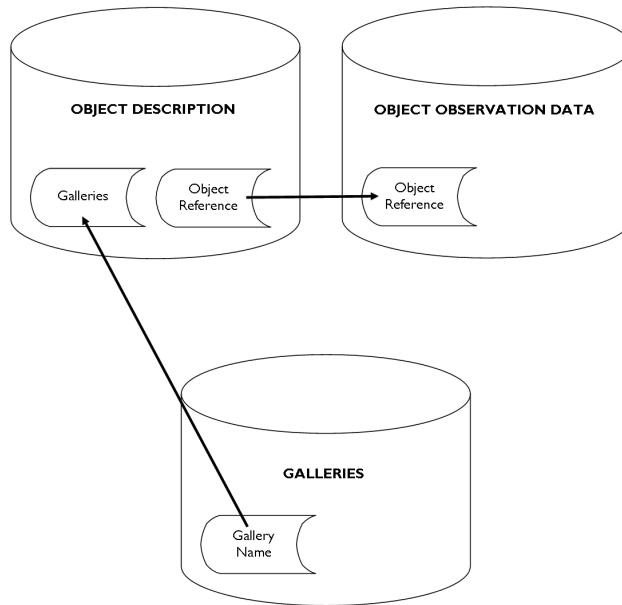 OBJECT DESCRIPTION
OBJECT OBSERVATION DATA
Galleries
Object
Reference
Object
Reference
GALLERIES
Gallery
Name